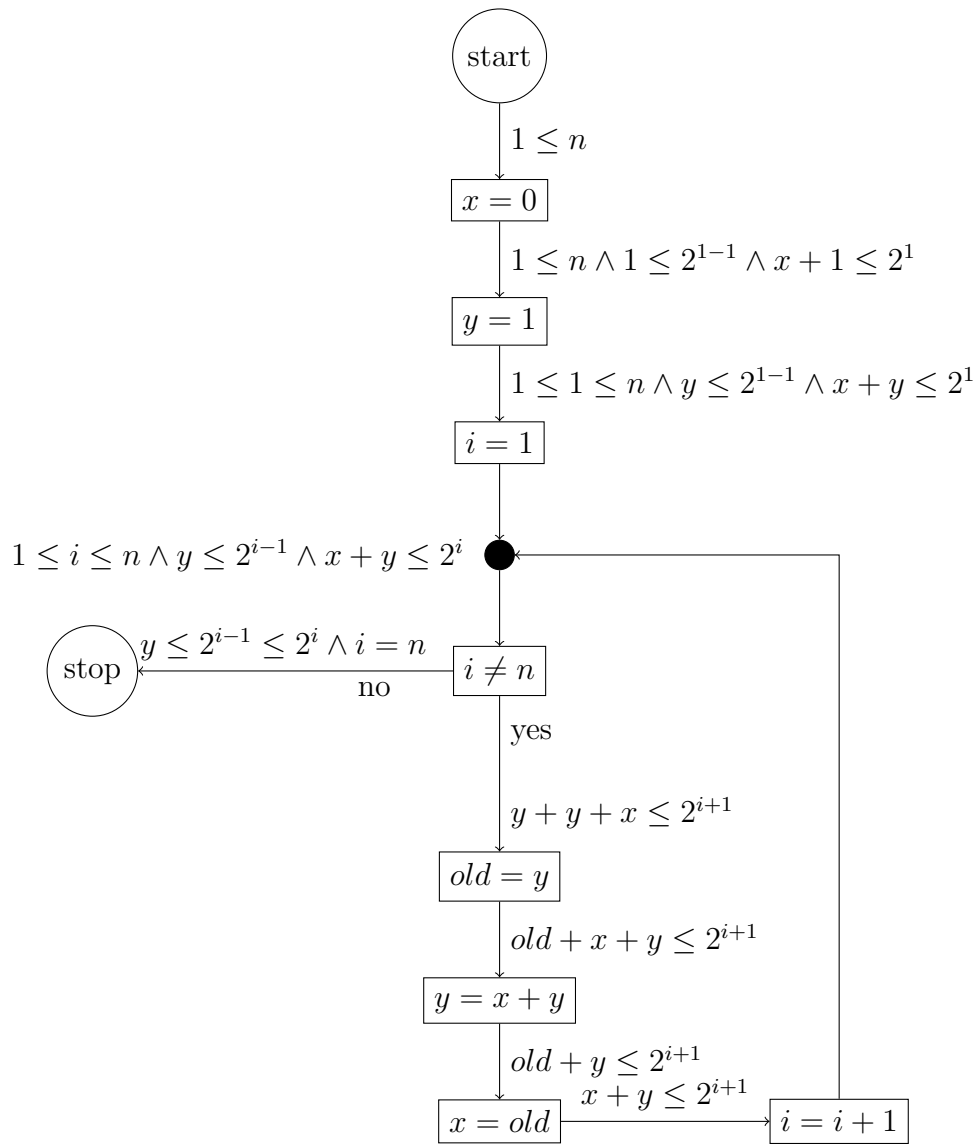 start
1 ≤ n
x = 0
1 ≤ n ∧ 1 ≤ 2^{1−1} ∧ x + 1 ≤ 2^1
y = 1
1 ≤ 1 ≤ n ∧ y ≤ 2^{1−1} ∧ x + y ≤ 2^1
i = 1
1 ≤ i ≤ n ∧ y ≤ 2^{i−1} ∧ x + y ≤ 2^i
y ≤ 2^{i−1} ≤ 2^i ∧ i = n
stop
i ≠ n
no
yes
y + y + x ≤ 2^{i+1}
old = y
old + x + y ≤ 2^{i+1}
y = x + y
old + y ≤ 2^{i+1}
x + y ≤ 2^{i+1}
x = old
i = i + 1